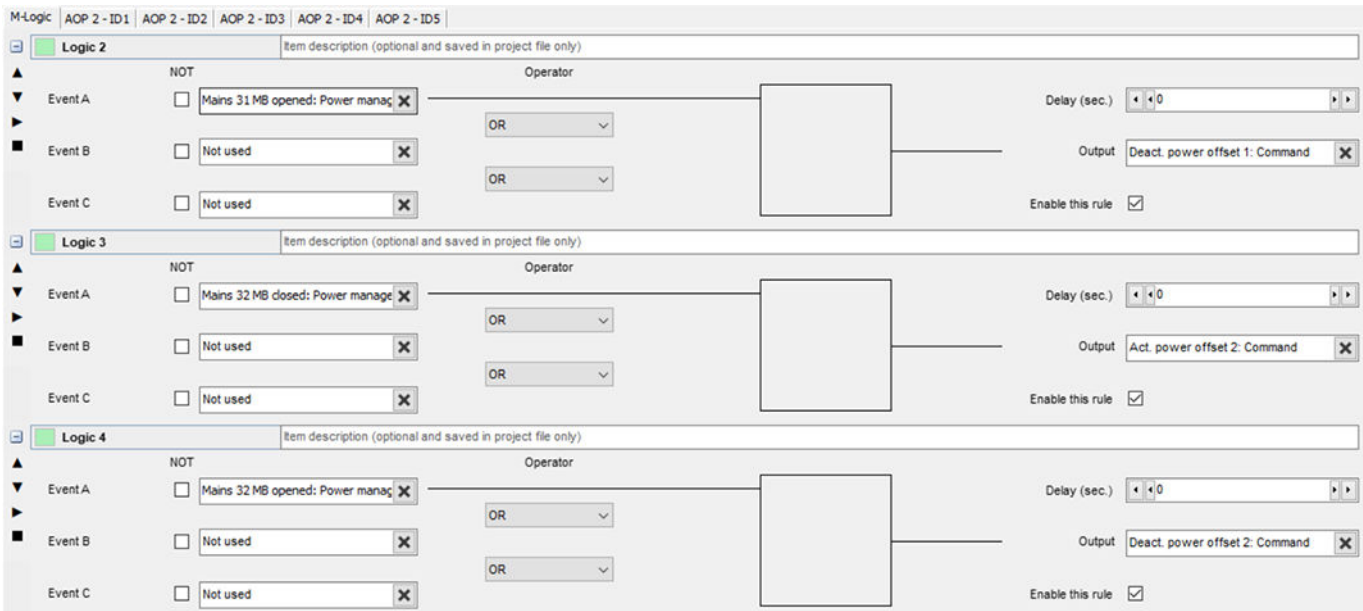 M-Logic AOP 2 - ID1 AOP 2 - ID2 AOP 2 - ID3 AOP 2 - ID4 AOP 2 - ID5
Logic 2 Item description (optional and saved in project file only)
NOT Operator
Event A Mains 31 MB opened: Power manag Delay (sec.) 0
OR
Event B Not used Output Deact. power offset 1: Command
OR
Event C Not used Enable this rule
Logic 3 Item description (optional and saved in project file only)
NOT Operator
Event A Mains 32 MB closed: Power manage Delay (sec.) 0
OR
Event B Not used Output Act. power offset 2: Command
OR
Event C Not used Enable this rule
Logic 4 Item description (optional and saved in project file only)
NOT Operator
Event A Mains 32 MB opened: Power manag Delay (sec.) 0
OR
Event B Not used Output Deact. power offset 2: Command
OR
Event C Not used Enable this rule